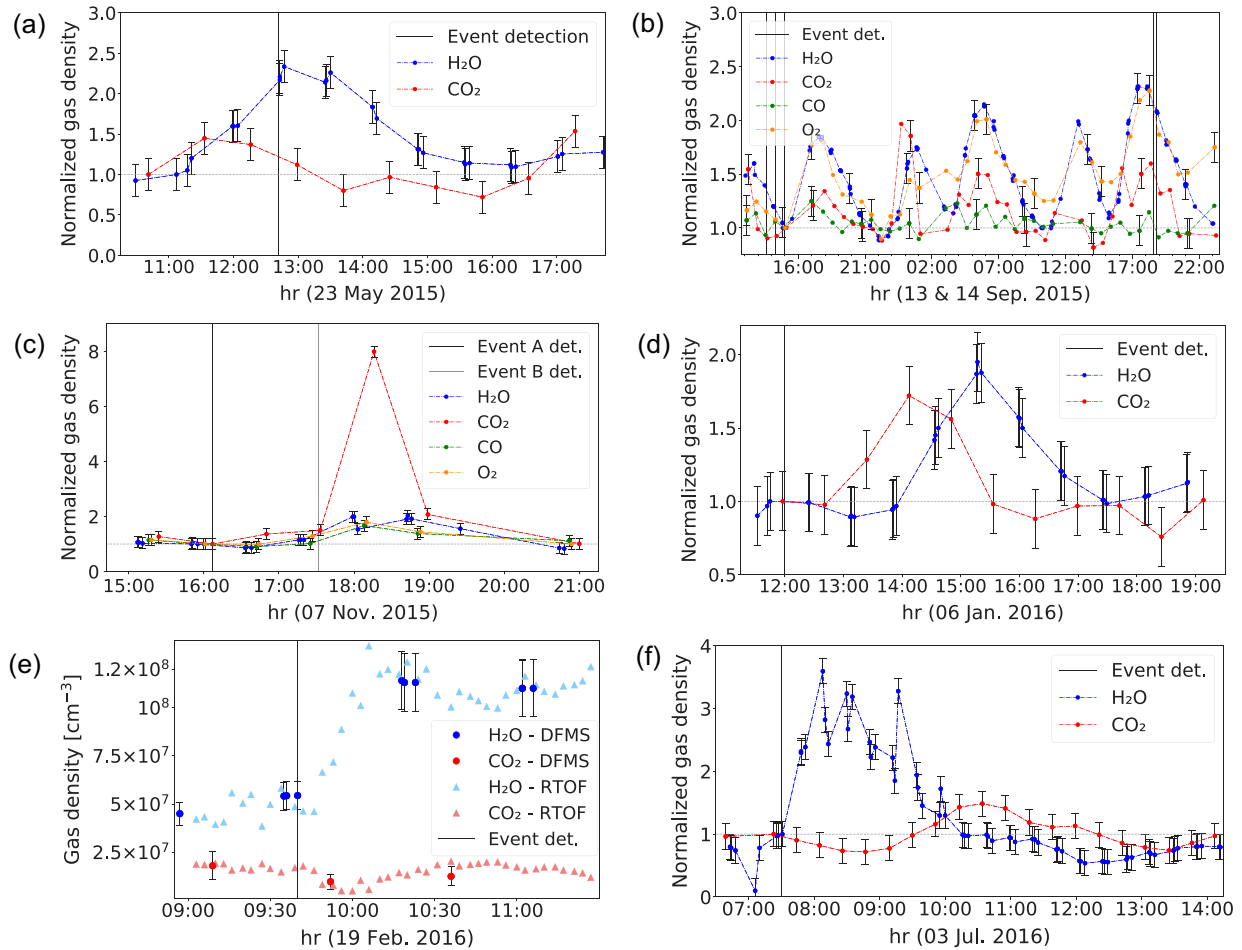 (a)
3.0
2.5
2.0
1.5
1.0
0.5
0.0
Normalized gas density
Event detection
H₂O
CO₂
11:00 12:00 13:00 14:00 15:00 16:00 17:00
hr (23 May 2015)
(b)
3.0
2.5
2.0
1.5
1.0
Normalized gas density
Event det.
H₂O
CO₂
CO
O₂
16:00 21:00 02:00 07:00 12:00 17:00 22:00
hr (13 & 14 Sep. 2015)
(c)
8
6
4
2
0
Normalized gas density
Event A det.
Event B det.
H₂O
CO₂
CO
O₂
15:00 16:00 17:00 18:00 19:00 20:00 21:00
hr (07 Nov. 2015)
(d)
2.0
1.5
1.0
0.5
Normalized gas density
Event det.
H₂O
CO₂
12:00 13:00 14:00 15:00 16:00 17:00 18:00 19:00
hr (06 Jan. 2016)
(e)
1.2×10⁸
10⁸
7.5×10⁷
5×10⁷
2.5×10⁷
Gas density [cm⁻³]
H₂O - DFMS
CO₂ - DFMS
H₂O - RTOF
CO₂ - RTOF
Event det.
09:00 09:30 10:00 10:30 11:00
hr (19 Feb. 2016)
(f)
4
3
2
1
0
Normalized gas density
Event det.
H₂O
CO₂
07:00 08:00 09:00 10:00 11:00 12:00 13:00 14:00
hr (03 Jul. 2016)